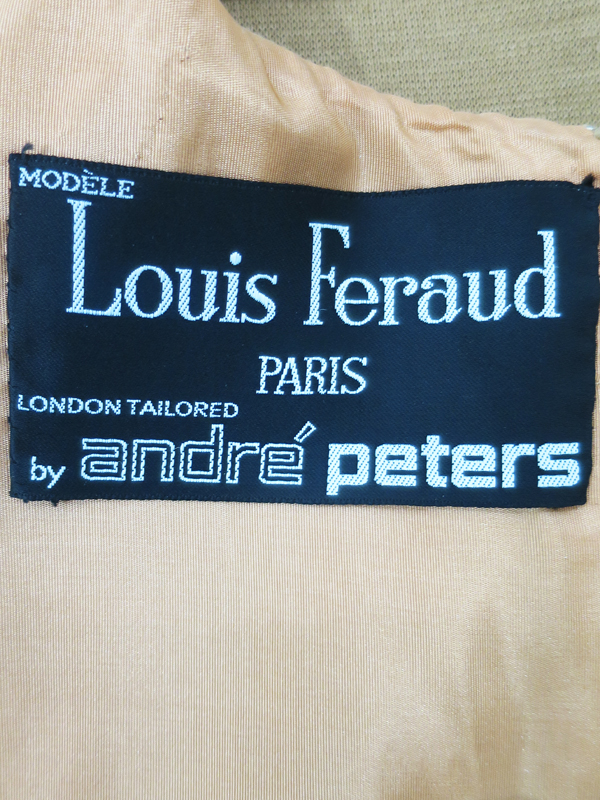 MODÈLE
Louis Feraud
PARIS
LONDON TAILORED
by andré peters